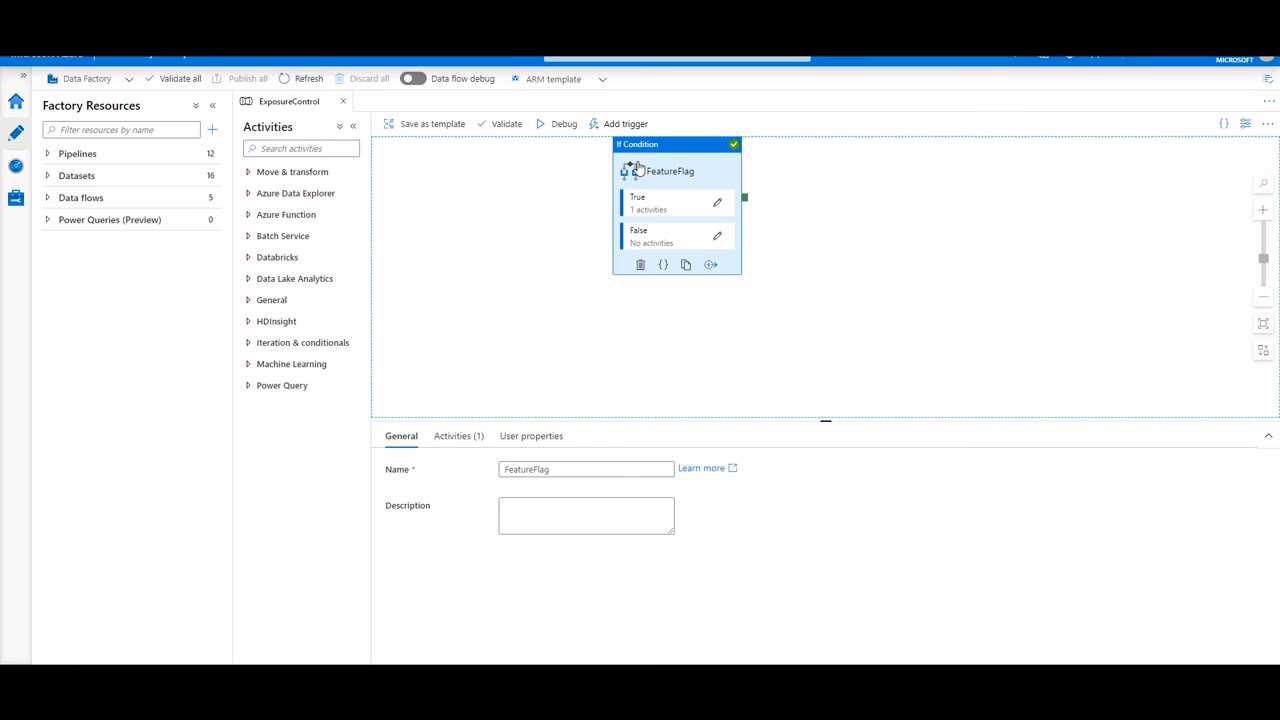 MICROSOFT
Data Factory
Validate all
Publish all
Refresh
Discard all
Data flow debug
ARM template
Factory Resources
Filter resources by name
Pipelines 12
Datasets 16
Data flows 5
Power Queries (Preview) 0
ExposureControl
Activities
Search activities
Move & transform
Azure Data Explorer
Azure Function
Batch Service
Databricks
Data Lake Analytics
General
HDInsight
Iteration & conditionals
Machine Learning
Power Query
Save as template
Validate
Debug
Add trigger
If Condition
FeatureFlag
True
1 activities
False
No activities
General
Activities (1)
User properties
Name *
FeatureFlag
Learn more
Description